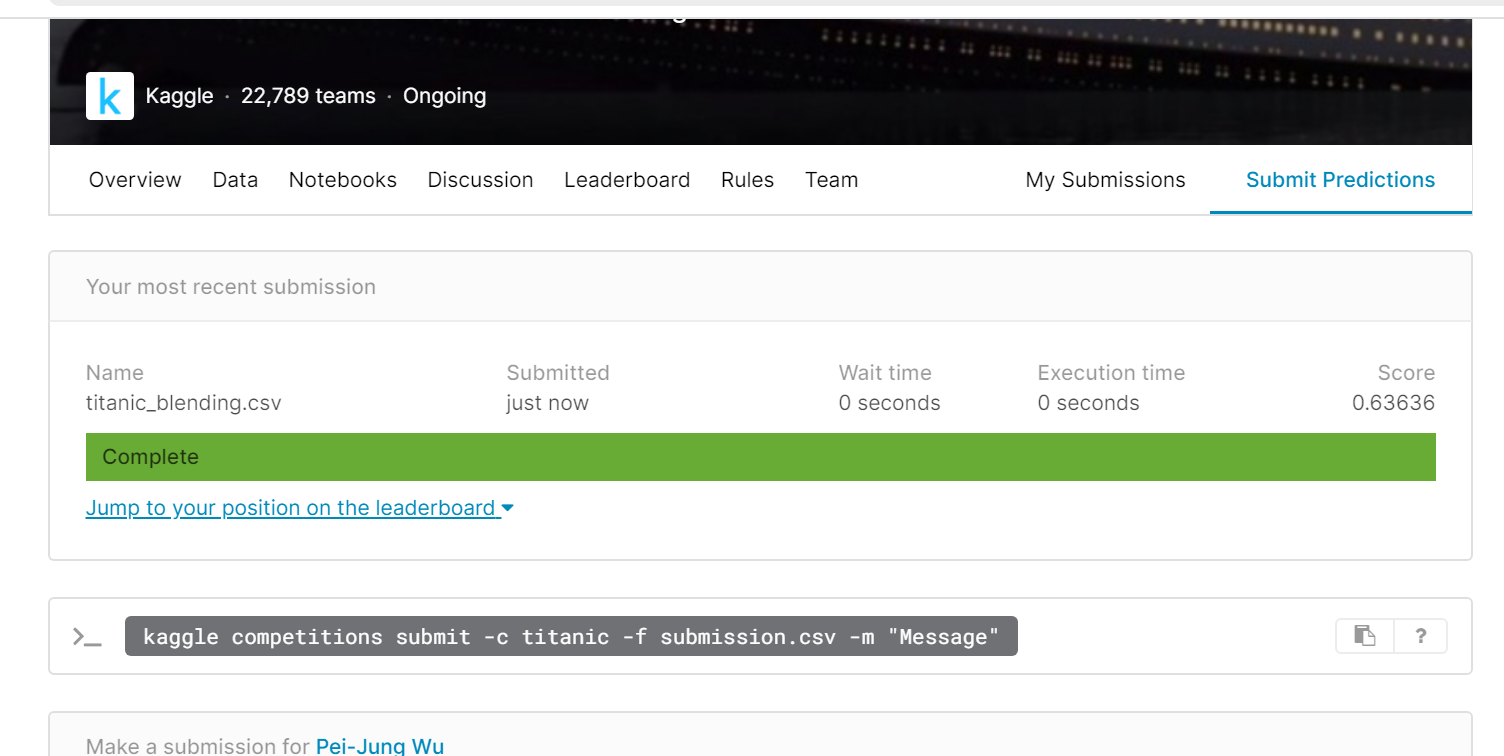 k Kaggle · 22,789 teams · Ongoing
Overview Data Notebooks Discussion Leaderboard Rules Team My Submissions Submit Predictions
Your most recent submission
Name Submitted Wait time Execution time Score
titanic_blending.csv just now 0 seconds 0 seconds 0.63636
Complete
Jump to your position on the leaderboard
>_ kaggle competitions submit -c titanic -f submission.csv -m "Message" ?
Make a submission for Pei-Jung Wu